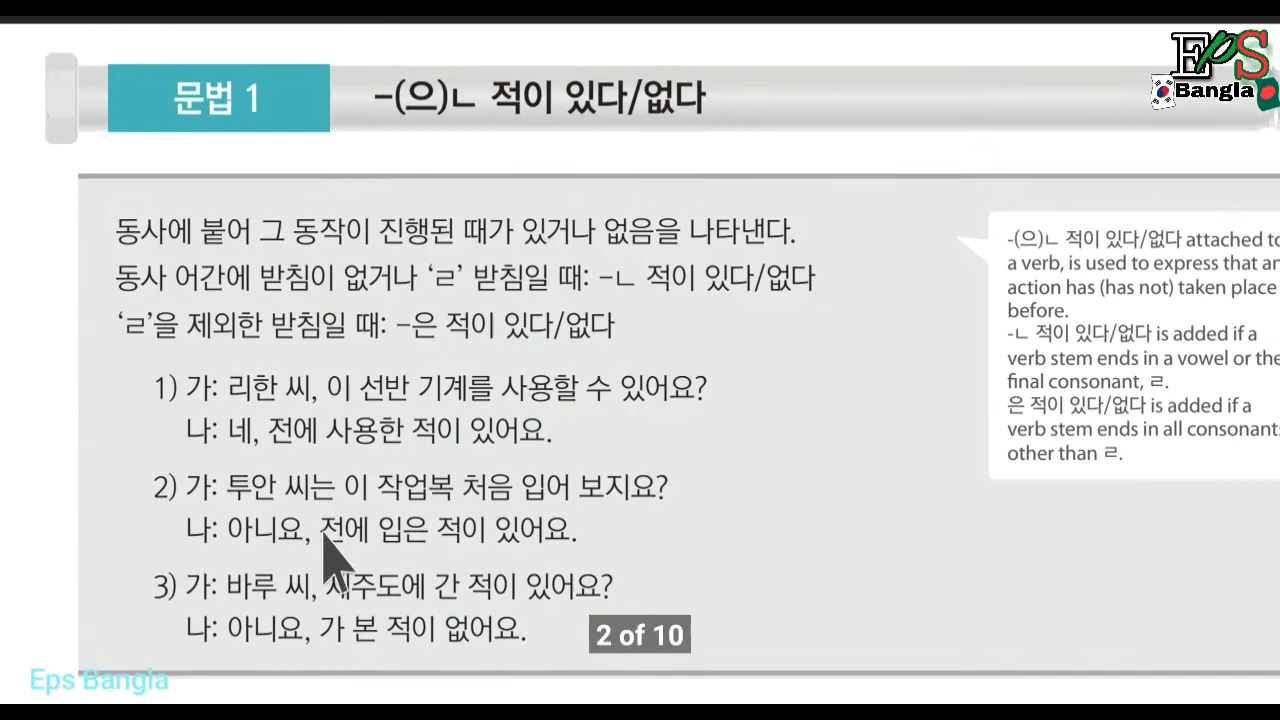 문법 1
-(으)ㄴ 적이 있다/없다
EpS
Bangla
동사에 붙어 그 동작이 진행된 때가 있거나 없음을 나타낸다.
동사 어간에 받침이 없거나 ‘ㄹ’ 받침일 때: -ㄴ 적이 있다/없다
‘ㄹ’을 제외한 받침일 때: -은 적이 있다/없다
1) 가: 리한 씨, 이 선반 기계를 사용할 수 있어요?
나: 네, 전에 사용한 적이 있어요.
2) 가: 투안 씨는 이 작업복 처음 입어 보지요?
나: 아니요, 전에 입은 적이 있어요.
3) 가: 바루 씨, 제주도에 간 적이 있어요?
나: 아니요, 가 본 적이 없어요.
-(으)ㄴ 적이 있다/없다 attached to
a verb, is used to express that an
action has (has not) taken place
before.
-ㄴ 적이 있다/없다 is added if a
verb stem ends in a vowel or the
final consonant, ㄹ.
은 적이 있다/없다 is added if a
verb stem ends in all consonants
other than ㄹ.
2 of 10
Eps Bangla